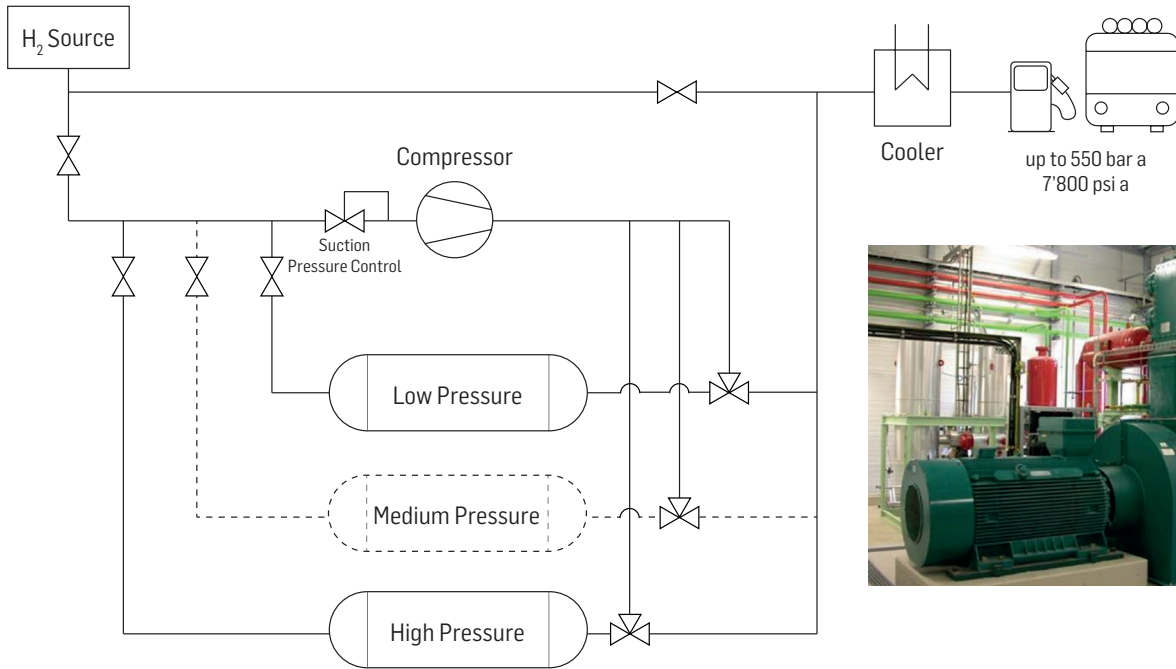 H₂ Source
Compressor
Cooler
up to 550 bar a
7’800 psi a
Suction
Pressure Control
Low Pressure
Medium Pressure
High Pressure